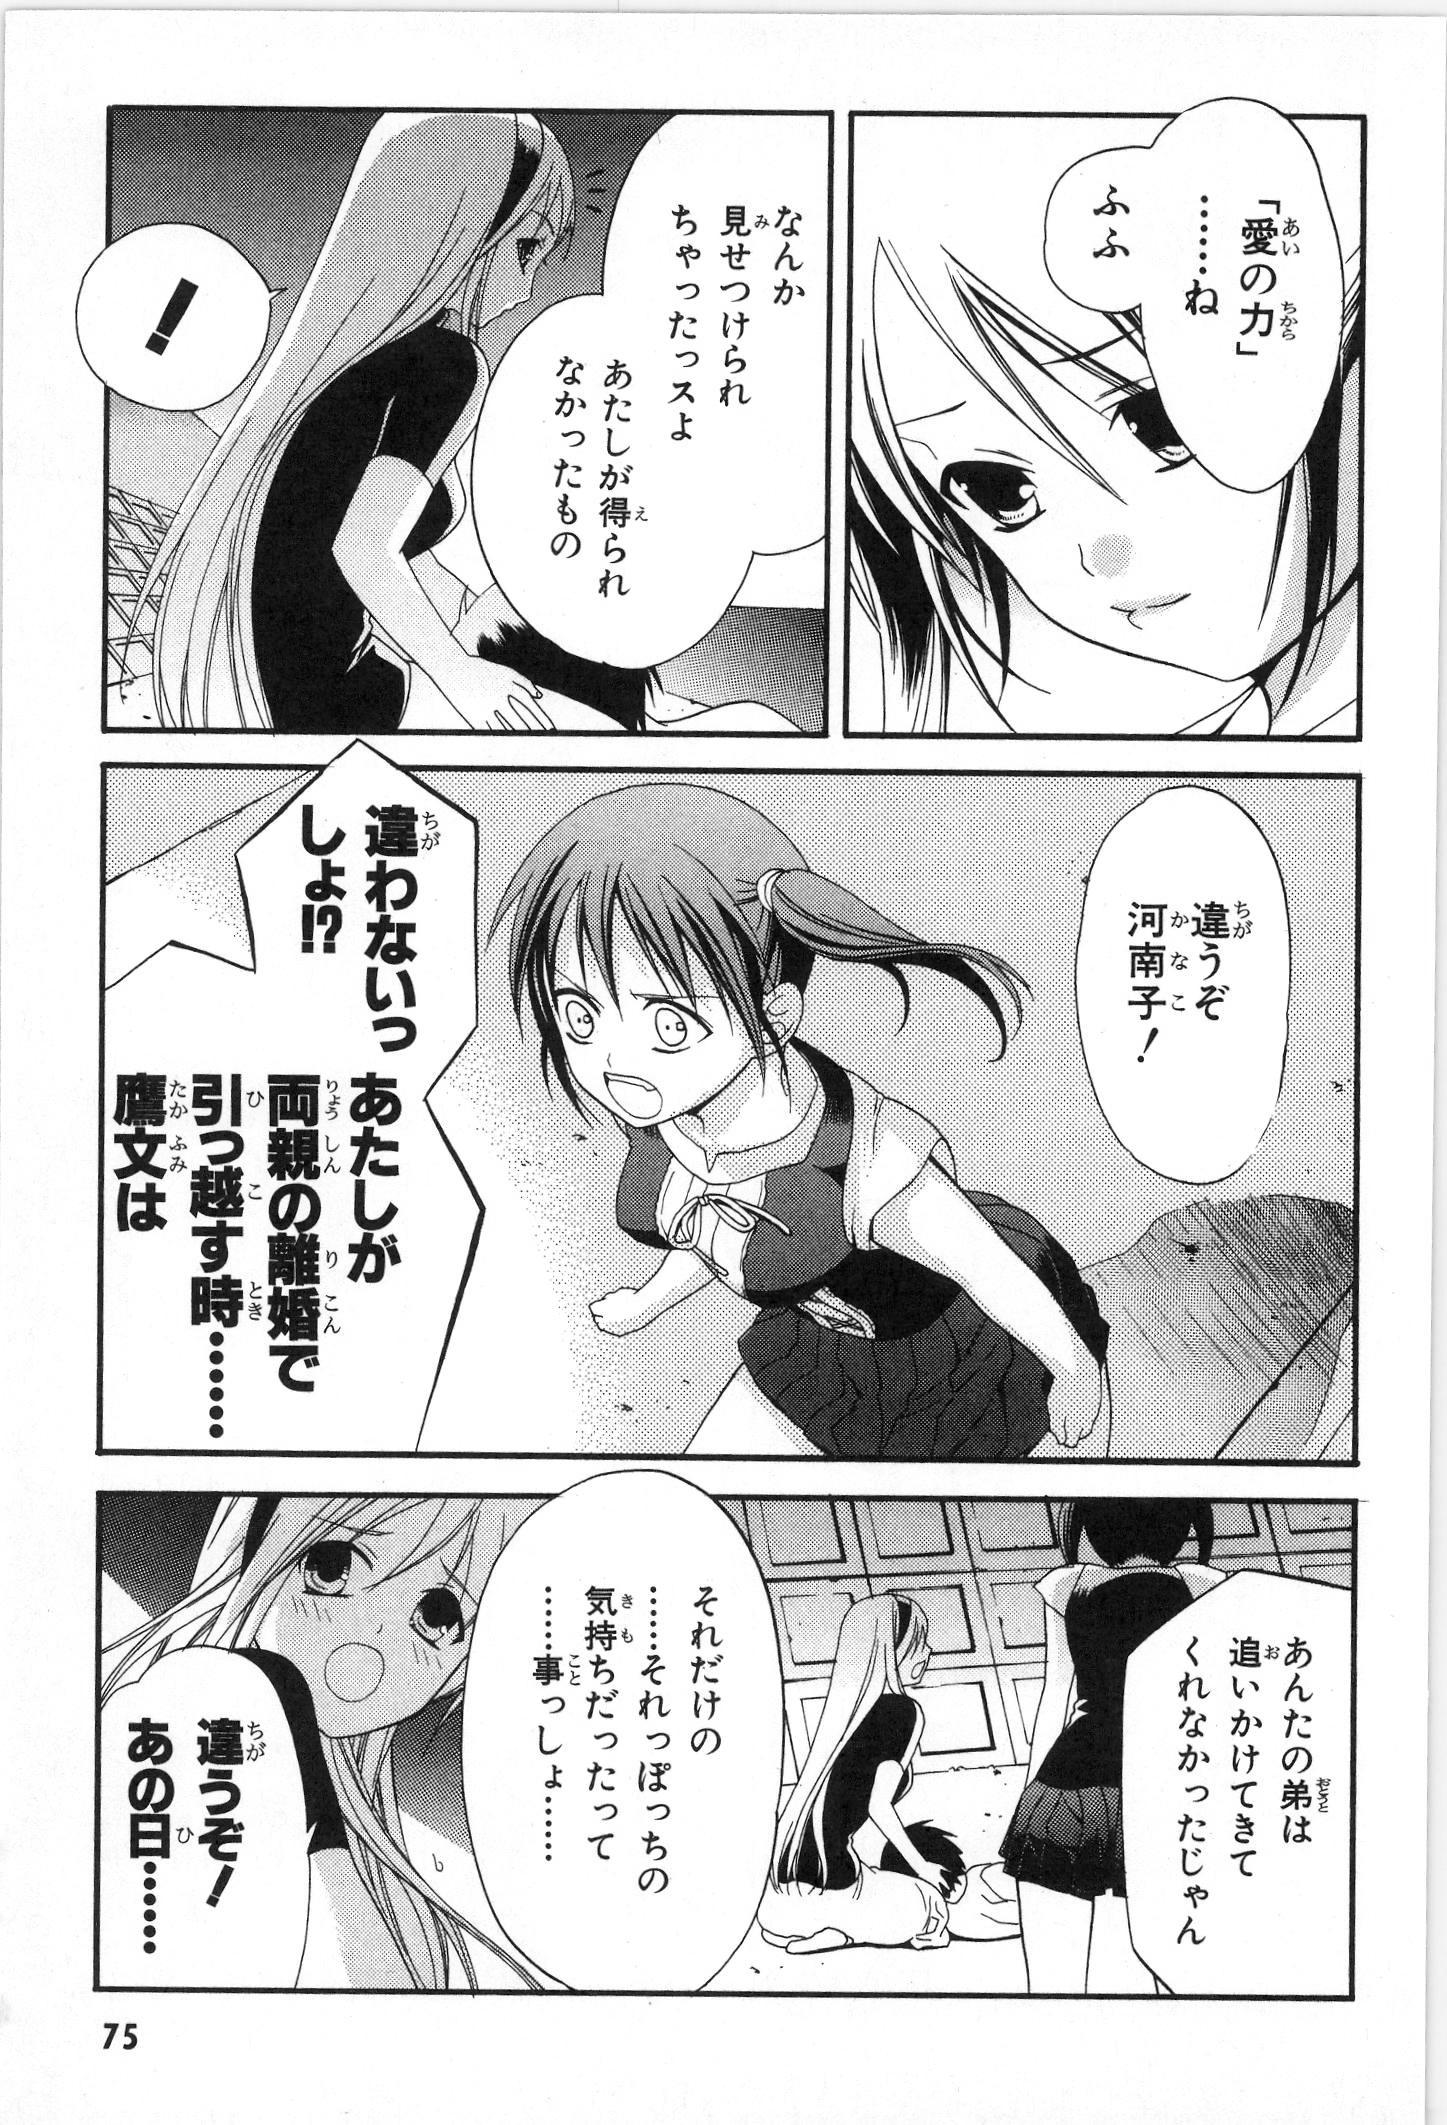 「愛の力」
……ね
ふふ
なんか
見せつけられ
ちゃったっスよ
あたしが得られ
なかったもの
！
違うぞ
河南子！
違わないっ
しょ!?
あたしが
両親の離婚で
引っ越す時……
鷹文は
あんたの弟は
追いかけてきて
くれなかったじゃん
それだけの
……それっぽっちの
気持ちだったって
……事っしょ……
違うぞ！
あの日……
75